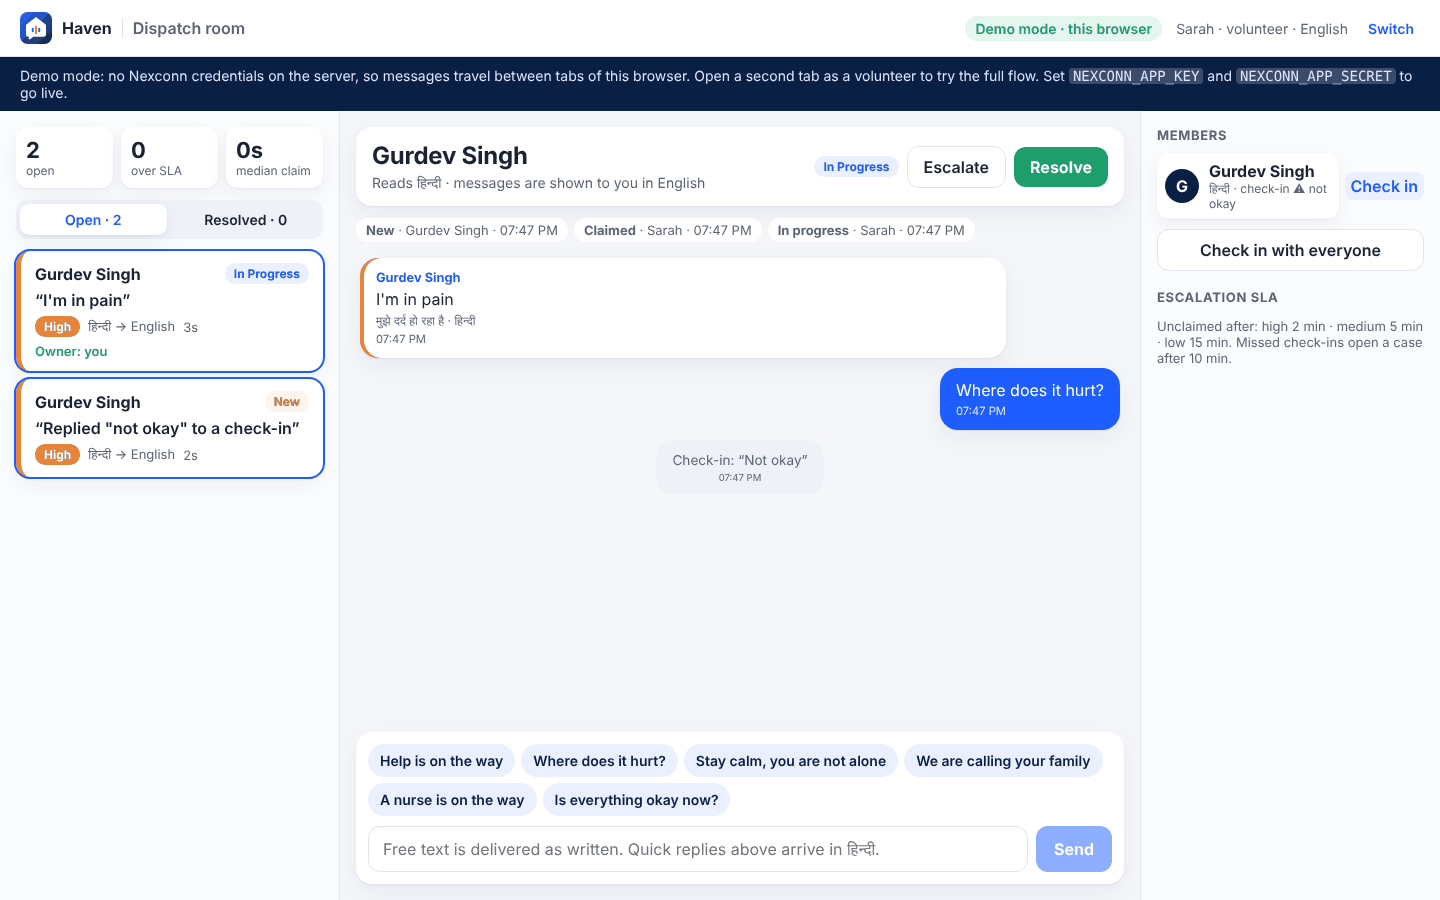 Haven
Dispatch room
Demo mode · this browser
Sarah · volunteer · English
Switch
Demo mode: no Nexconn credentials on the server, so messages travel between tabs of this browser. Open a second tab as a volunteer to try the full flow. Set NEXCONN_APP_KEY and NEXCONN_APP_SECRET to
go live.
2
open
0
over SLA
0s
median claim
Open · 2
Resolved · 0
Gurdev Singh
In Progress
“I'm in pain”
High
हिन्दी → English 3s
Owner: you
Gurdev Singh
New
“Replied "not okay" to a check-in”
High
हिन्दी → English 2s
Gurdev Singh
Reads हिन्दी · messages are shown to you in English
In Progress
Escalate
Resolve
New · Gurdev Singh · 07:47 PM
Claimed · Sarah · 07:47 PM
In progress · Sarah · 07:47 PM
Gurdev Singh
I'm in pain
मुझे दर्द हो रहा है · हिन्दी
07:47 PM
Where does it hurt?
07:47 PM
Check-in: “Not okay”
07:47 PM
Help is on the way
Where does it hurt?
Stay calm, you are not alone
We are calling your family
A nurse is on the way
Is everything okay now?
Free text is delivered as written. Quick replies above arrive in हिन्दी.
Send
MEMBERS
G
Gurdev Singh
हिन्दी · check-in ⚠ not
okay
Check in
Check in with everyone
ESCALATION SLA
Unclaimed after: high 2 min · medium 5 min
· low 15 min. Missed check-ins open a case
after 10 min.